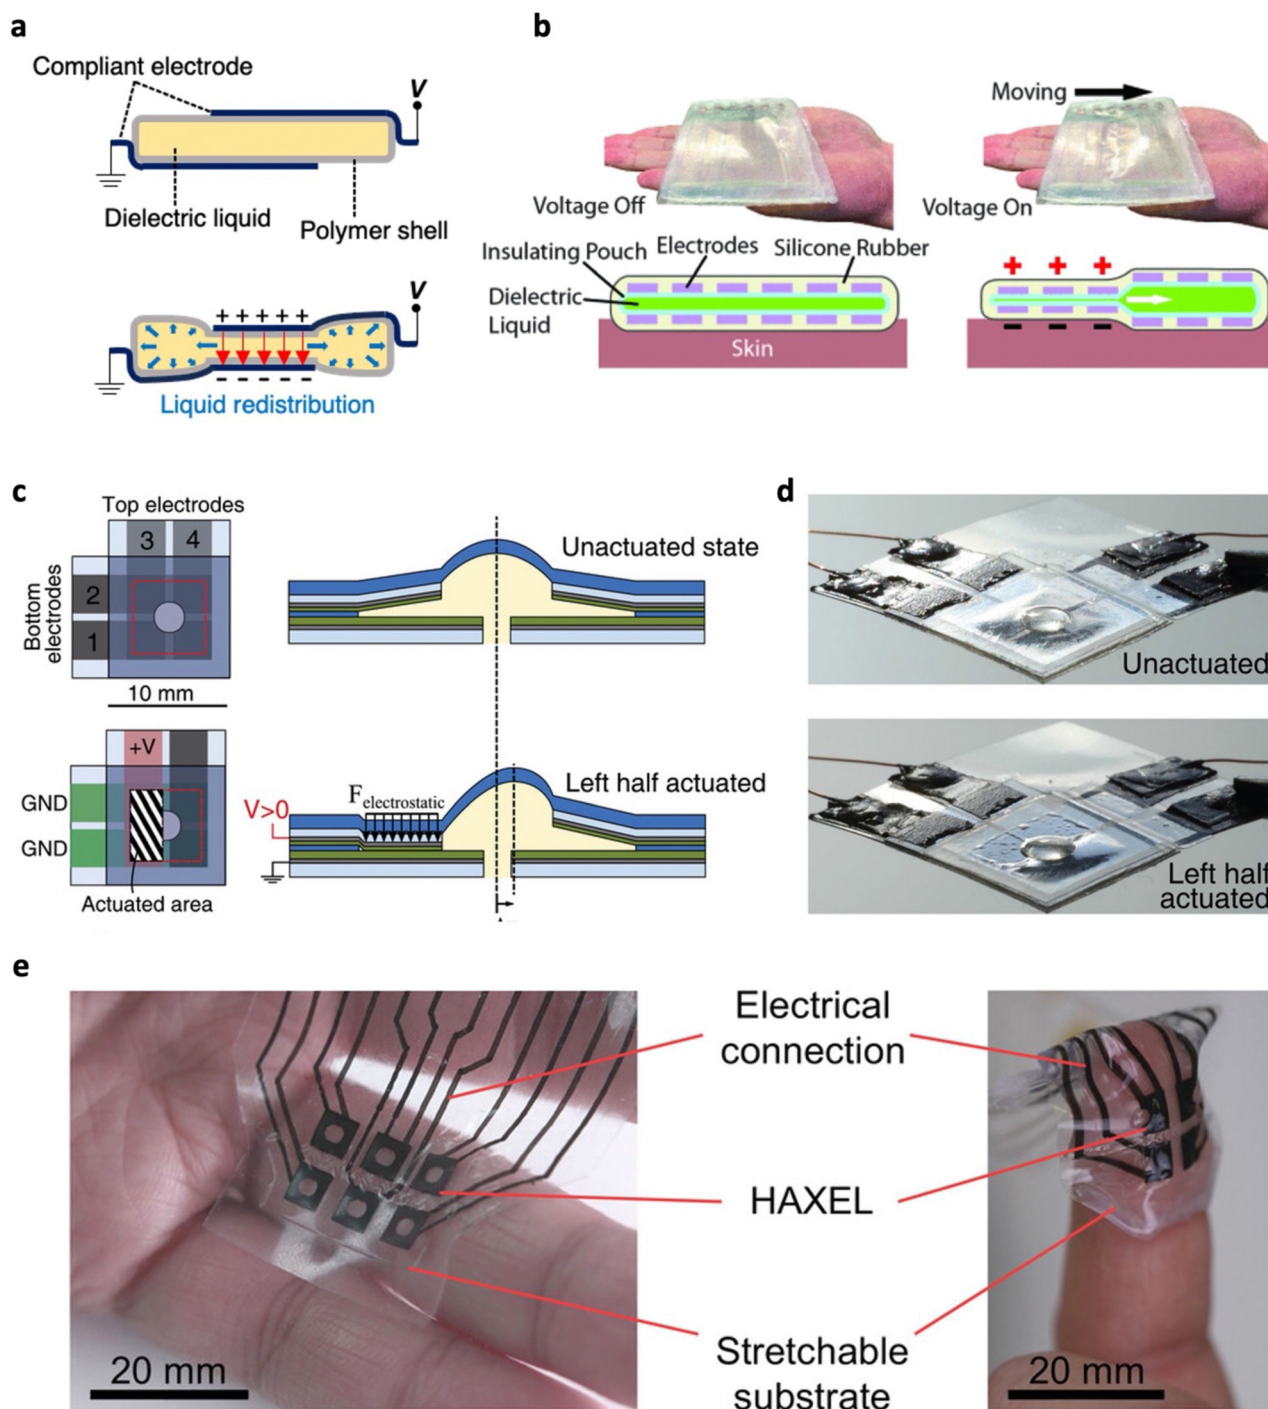 a
Compliant electrode
V
Dielectric liquid
Polymer shell
V
+ + + + +
- - - - -
Liquid redistribution
b
Moving
Voltage Off
Voltage On
Insulating Pouch
Electrodes
Silicone Rubber
Dielectric
Liquid
Skin
+ + +
- - -
c
Top electrodes
3 4
Bottom
electrodes
2
1
10 mm
Unactuated state
+V
GND
GND
Actuated area
V>0
Felectrostatic
Left half actuated
d
Unactuated
Left half
actuated
e
Electrical
connection
HAXEL
Stretchable
substrate
20 mm
20 mm